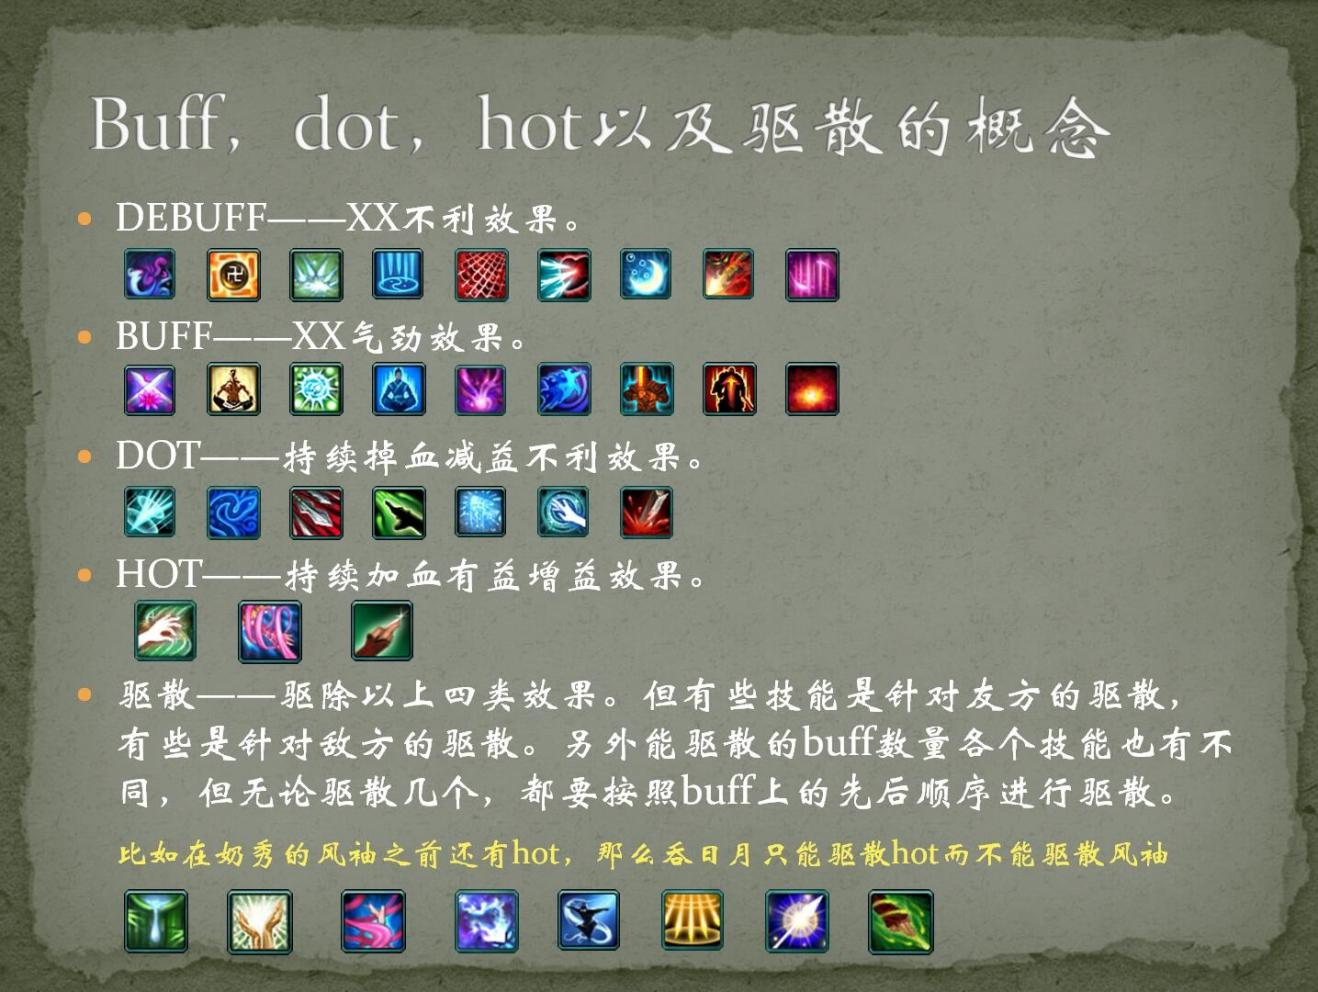 Buff，dot，hot以及驱散的概念
DEBUFF——XX不利效果。
BUFF——XX气劲效果。
DOT——持续掉血减益不利效果。
HOT——持续加血有益增益效果。
驱散——驱除以上四类效果。但有些技能是针对友方的驱散，
有些是针对敌方的驱散。另外能驱散的buff数量各个技能也有不
同，但无论驱散几个，都要按照buff上的先后顺序进行驱散。
比如在奶秀的风袖之前还有hot，那么吞日月只能驱散hot而不能驱散风袖